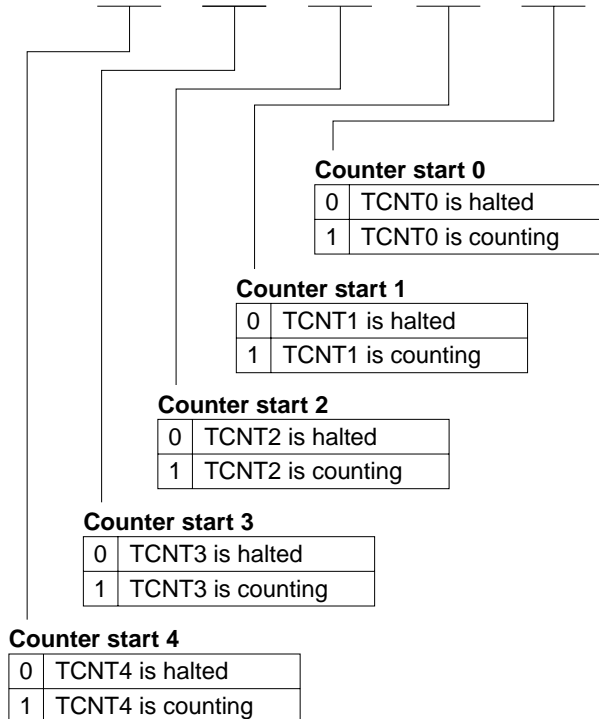 Counter start 0
0 TCNT0 is halted
1 TCNT0 is counting
Counter start 1
0 TCNT1 is halted
1 TCNT1 is counting
Counter start 2
0 TCNT2 is halted
1 TCNT2 is counting
Counter start 3
0 TCNT3 is halted
1 TCNT3 is counting
Counter start 4
0 TCNT4 is halted
1 TCNT4 is counting